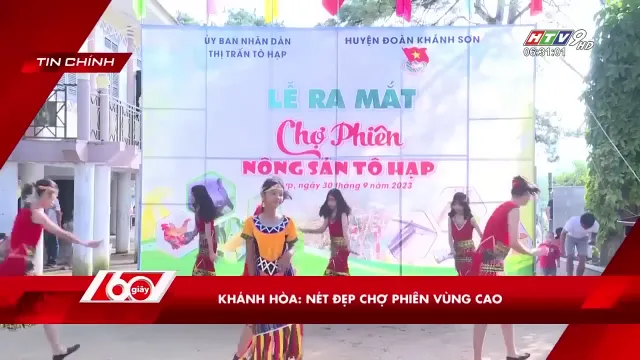 TIN CHÍNH
HTV9 HD
06:31:01
ỦY BAN NHÂN DÂN
THỊ TRẤN TÔ HẠP
HUYỆN ĐOÀN KHÁNH SƠN
LỄ RA MẮT
Chợ Phiên
NÔNG SẢN TÔ HẠP
ngày 30 tháng 9 năm 2023
60 giây
KHÁNH HÒA: NÉT ĐẸP CHỢ PHIÊN VÙNG CAO